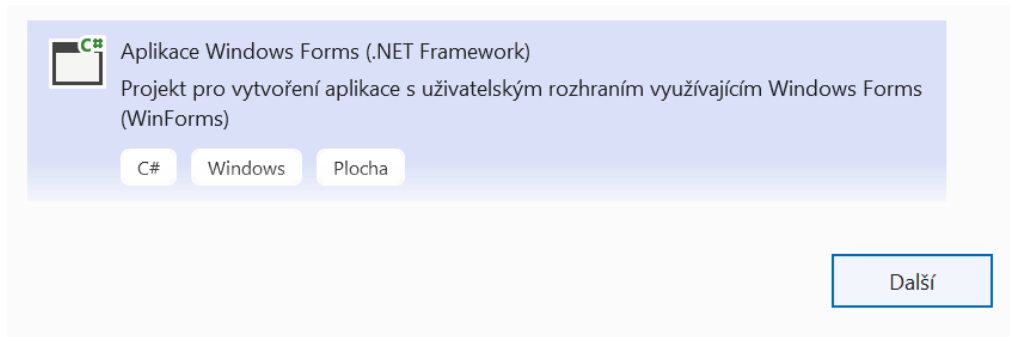 C#
Aplikace Windows Forms (.NET Framework)
Projekt pro vytvoření aplikace s uživatelským rozhraním využívajícím Windows Forms
(WinForms)
C# Windows Plocha
Další